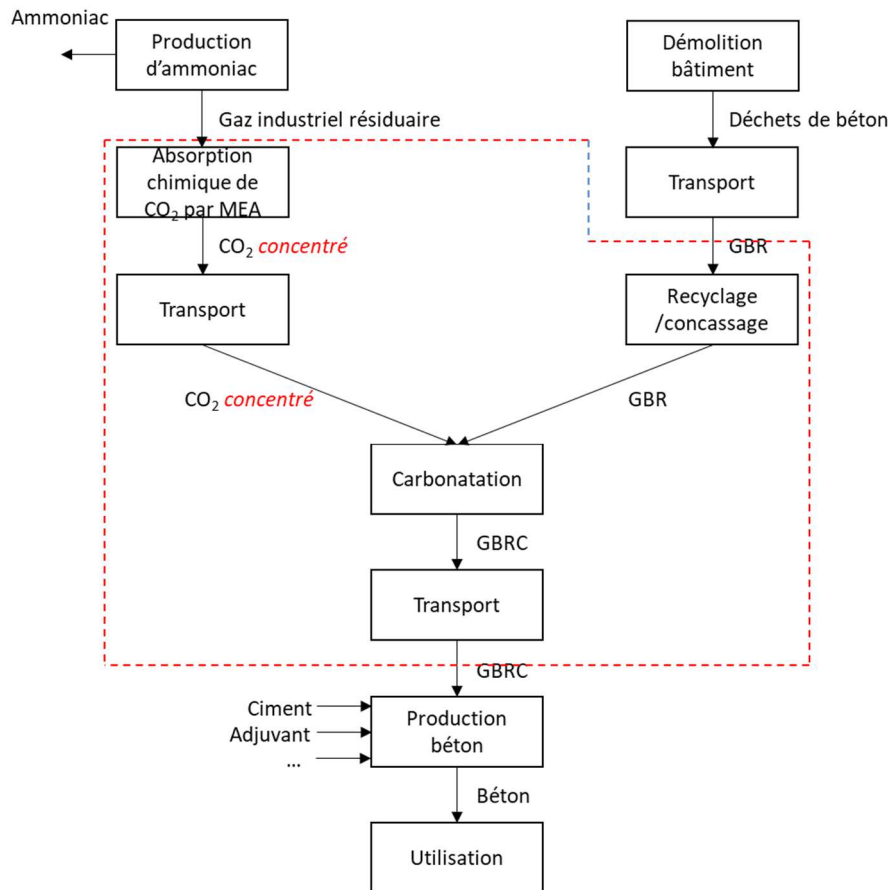 Ammoniac
Production
d’ammoniac
Démolition
bâtiment
Gaz industriel résiduaire
Déchets de béton
Absorption
chimique de
CO₂ par MEA
Transport
CO₂ concentré
GBR
Transport
Recyclage
/concassage
CO₂ concentré
GBR
Carbonatation
GBRC
Transport
GBRC
Ciment
Adjuvant
...
Production
béton
Béton
Utilisation